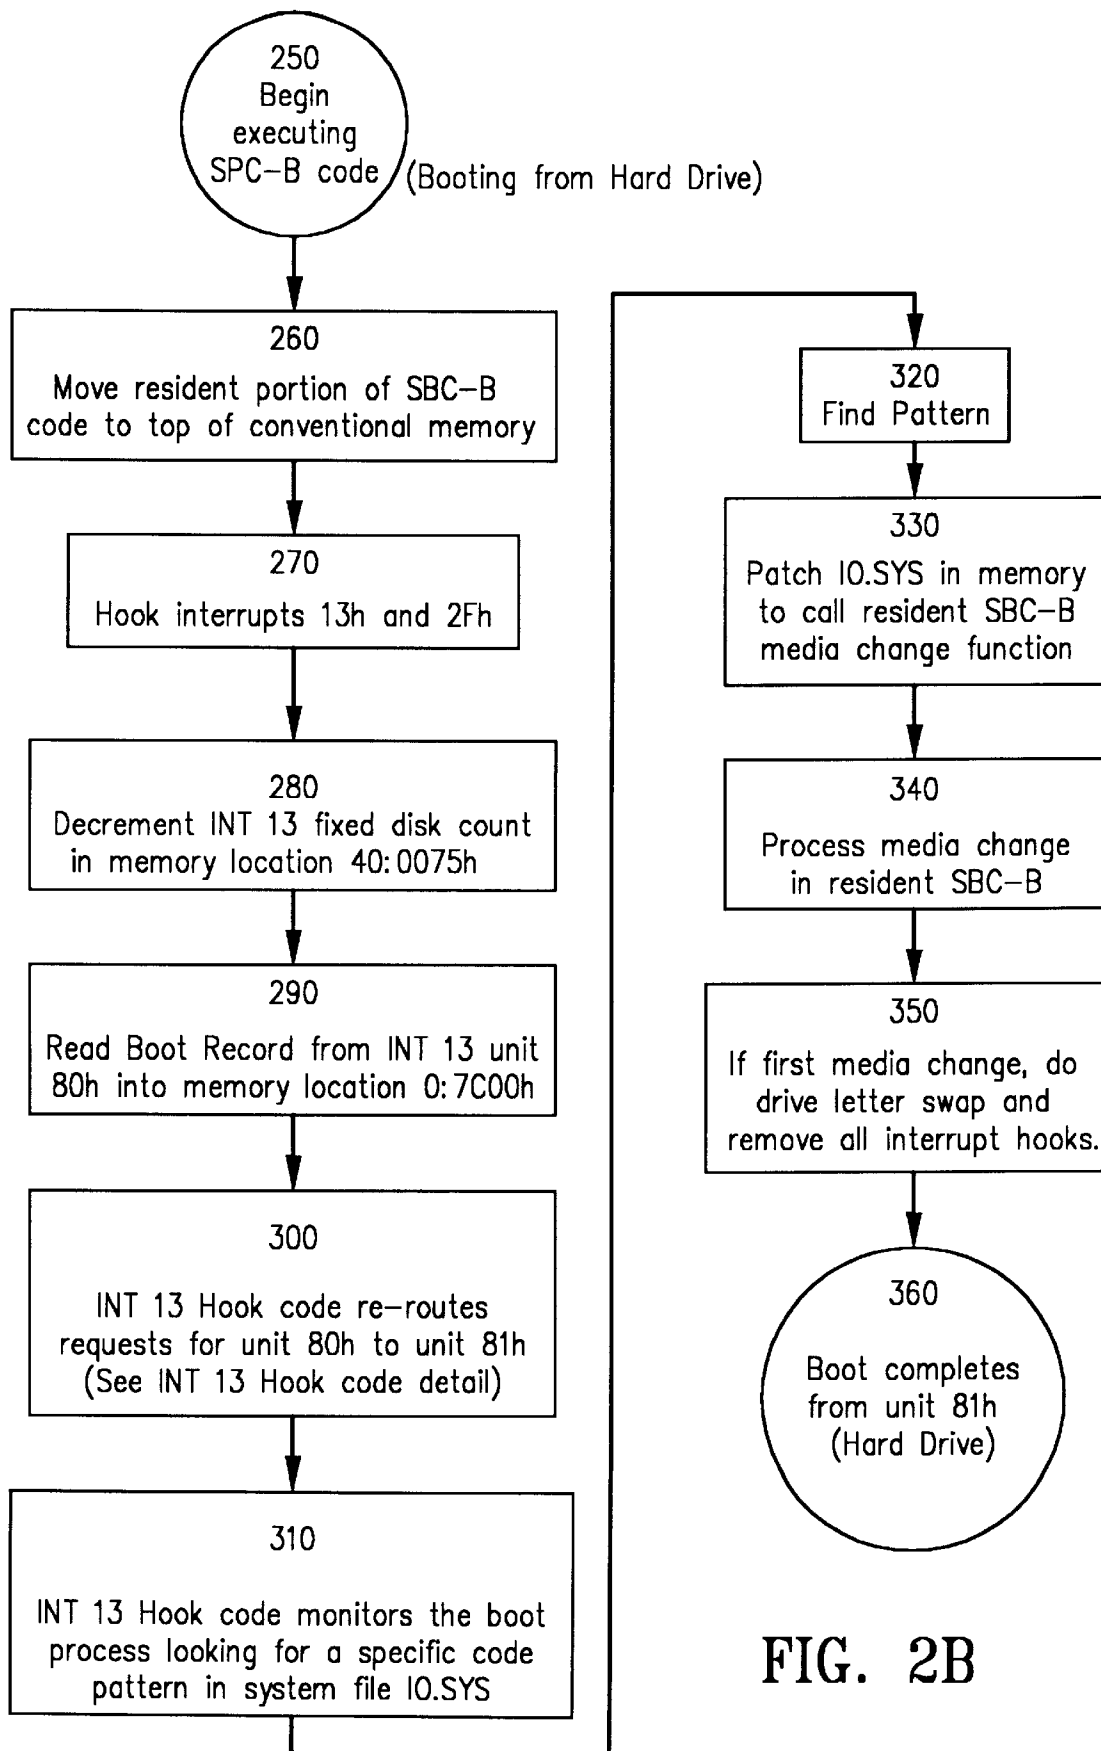 250
Begin
executing
SPC-B code
(Booting from Hard Drive)
260
Move resident portion of SBC-B
code to top of conventional memory
270
Hook interrupts 13h and 2Fh
280
Decrement INT 13 fixed disk count
in memory location 40:0075h
290
Read Boot Record from INT 13 unit
80h into memory location 0:7C00h
300
INT 13 Hook code re-routes
requests for unit 80h to unit 81h
(See INT 13 Hook code detail)
310
INT 13 Hook code monitors the boot
process looking for a specific code
pattern in system file IO.SYS
320
Find Pattern
330
Patch IO.SYS in memory
to call resident SBC-B
media change function
340
Process media change
in resident SBC-B
350
If first media change, do
drive letter swap and
remove all interrupt hooks.
360
Boot completes
from unit 81h
(Hard Drive)
FIG. 2B